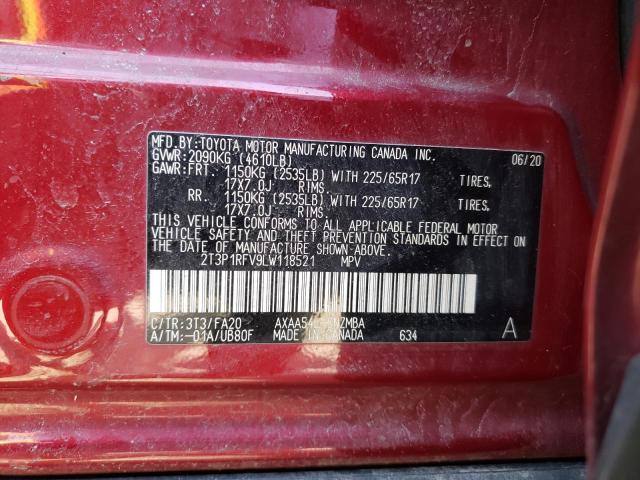 MFD.BY:TOYOTA MOTOR MANUFACTURING CANADA INC. 06/20
GVWR:2090KG (4610LB)
GAWR:FRT. 1150KG (2535LB) WITH 225/65R17 TIRES,
17X7.0J RIMS.
RR. 1150KG (2535LB) WITH 225/65R17 TIRES,
17X7.0J RIMS.
THIS VEHICLE CONFORMS TO ALL APPLICABLE FEDERAL MOTOR
VEHICLE SAFETY AND THEFT PREVENTION STANDARDS IN EFFECT ON
THE DATE OF MANUFACTURE SHOWN ABOVE.
2T3P1RFV9LW118521 MPV
C/TR:3T3/FA20
A/TM:-01A/UB80F MADE IN CANADA 634 A